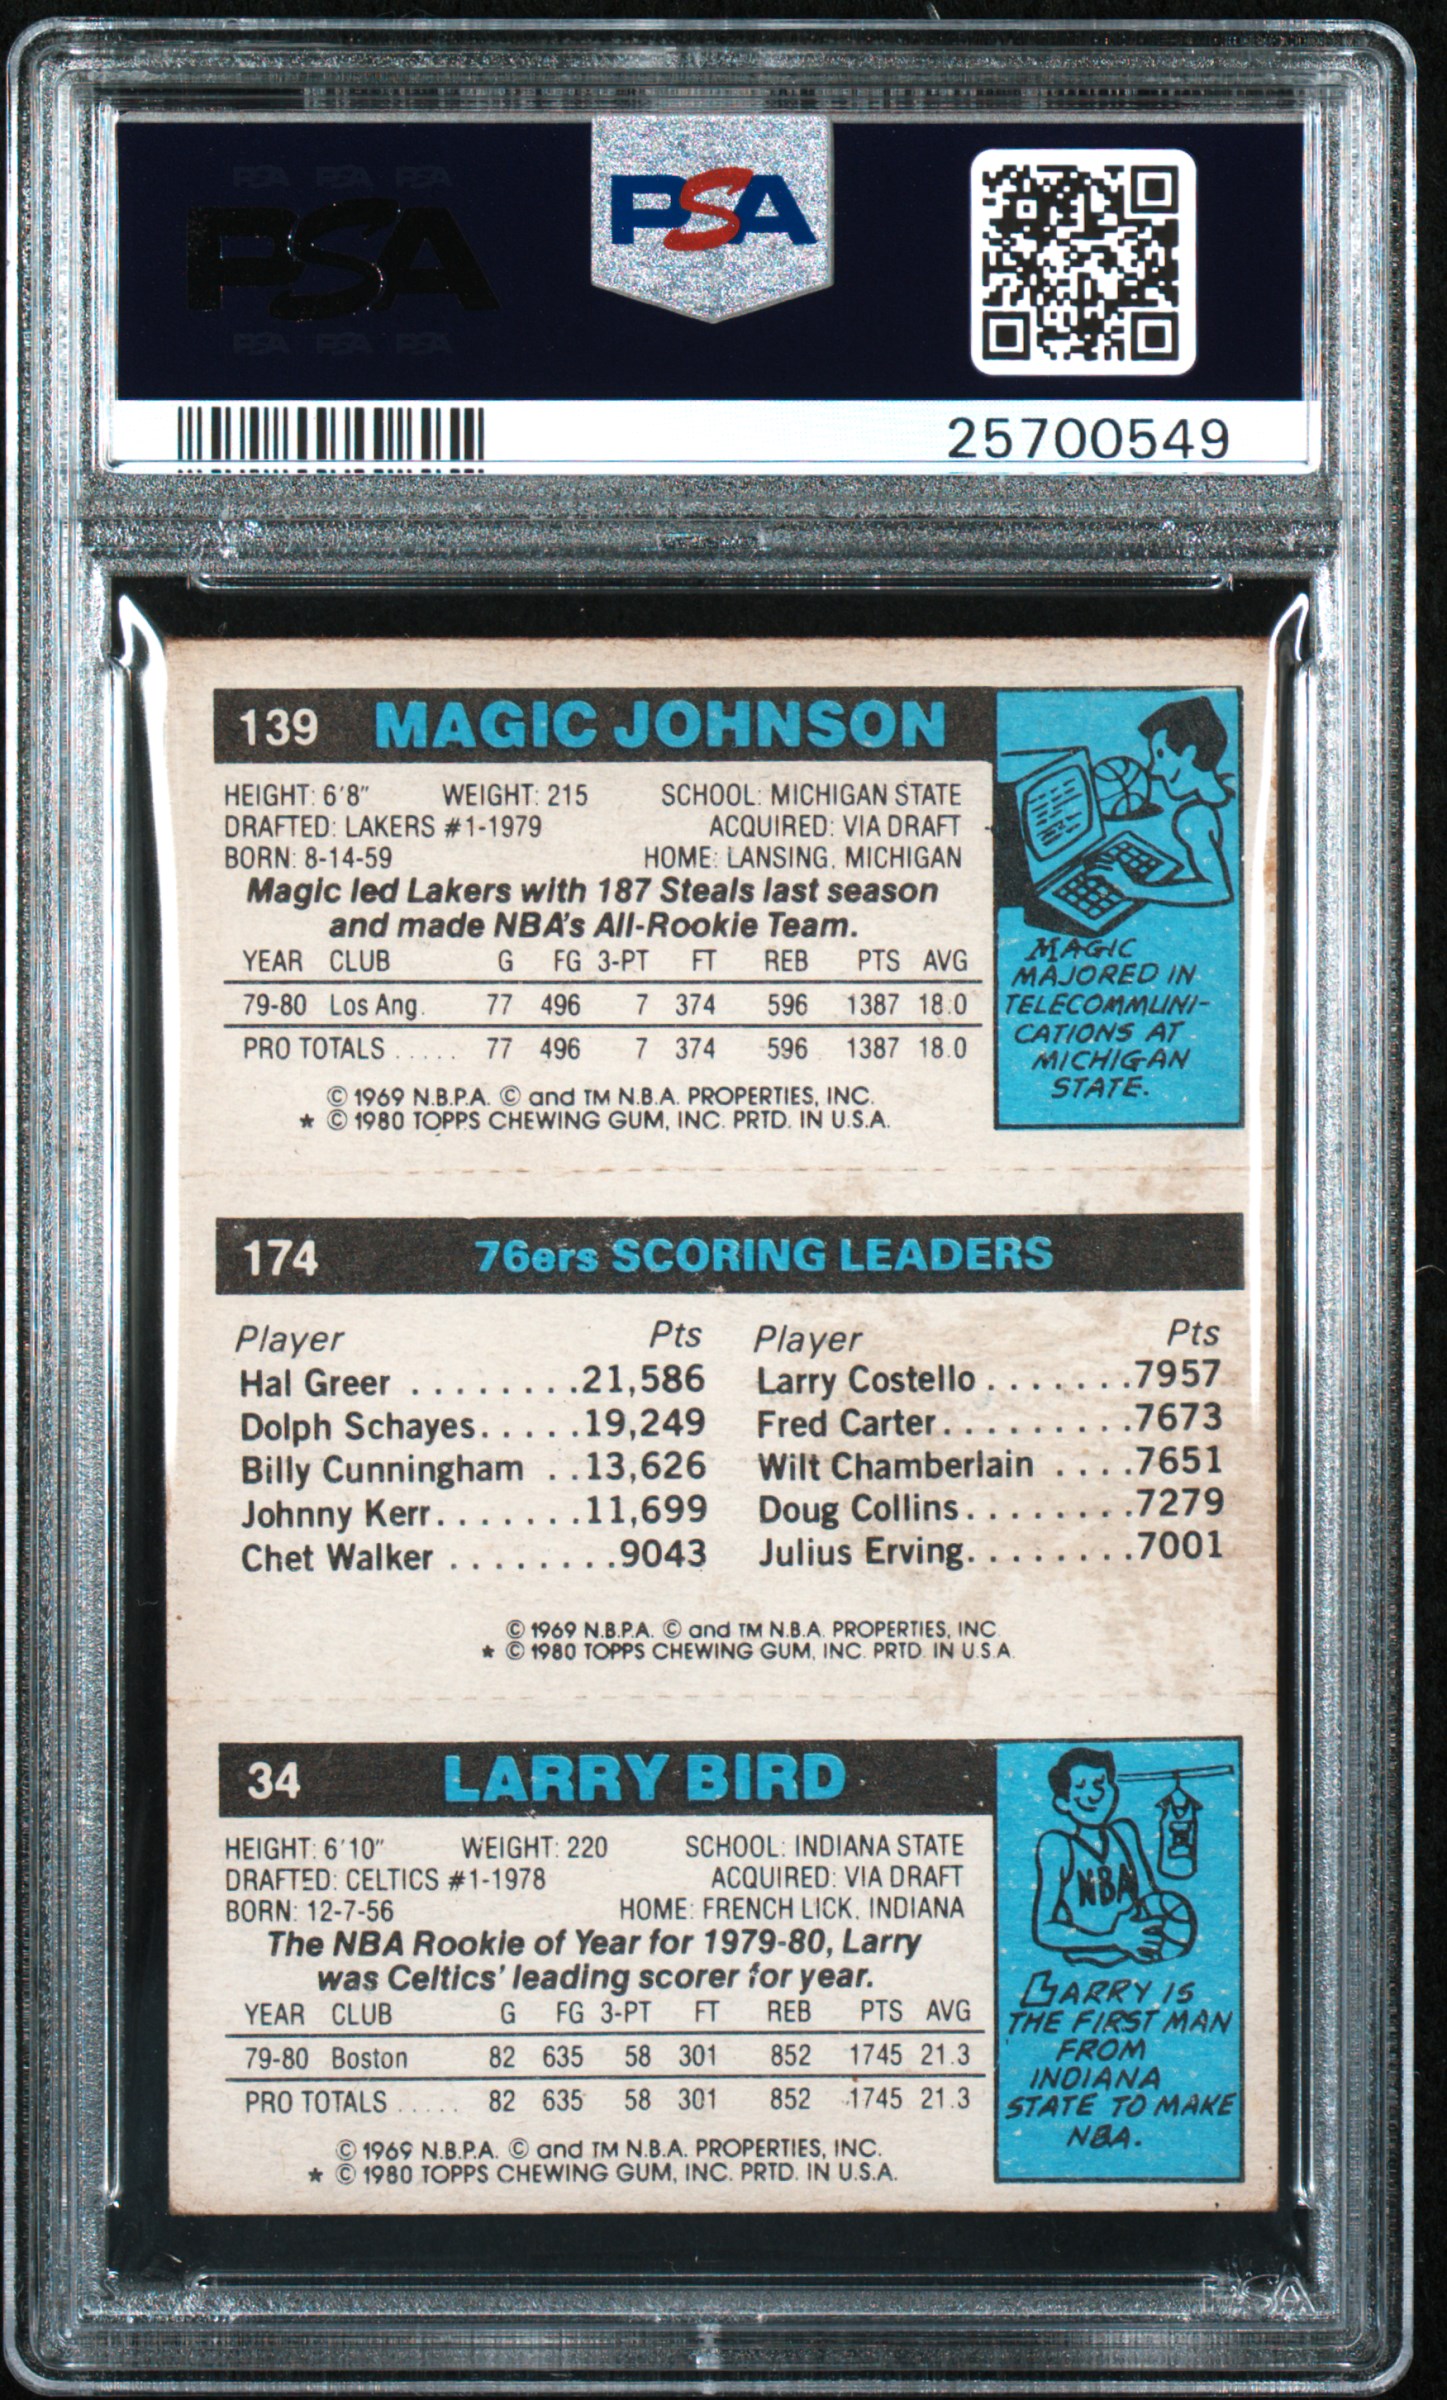 PSA PSA PSA
PSA
PSA PSA PSA
PSA
25700549
139 MAGIC JOHNSON
HEIGHT: 6'8" WEIGHT: 215 SCHOOL: MICHIGAN STATE
DRAFTED: LAKERS #1-1979 ACQUIRED: VIA DRAFT
BORN: 8-14-59 HOME: LANSING, MICHIGAN
Magic led Lakers with 187 Steals last season
and made NBA's All-Rookie Team.
YEAR CLUB G FG 3-PT FT REB PTS AVG
79-80 Los Ang. 77 496 7 374 596 1387 18.0
PRO TOTALS ..... 77 496 7 374 596 1387 18.0
© 1969 N.B.P.A. © and TM N.B.A. PROPERTIES, INC.
* © 1980 TOPPS CHEWING GUM, INC. PRTD. IN U.S.A.
MAGIC
MAJORED IN
TELECOMMUNI-
CATIONS AT
MICHIGAN
STATE.
174 76ers SCORING LEADERS
Player Pts Player Pts
Hal Greer ........21,586 Larry Costello.......7957
Dolph Schayes.....19,249 Fred Carter.........7673
Billy Cunningham ..13,626 Wilt Chamberlain ....7651
Johnny Kerr.......11,699 Doug Collins........7279
Chet Walker ........9043 Julius Erving........7001
© 1969 N.B.P.A. © and TM N.B.A. PROPERTIES, INC.
* © 1980 TOPPS CHEWING GUM, INC. PRTD. IN U.S.A.
34 LARRY BIRD
HEIGHT: 6'10" WEIGHT: 220 SCHOOL: INDIANA STATE
DRAFTED: CELTICS #1-1978 ACQUIRED: VIA DRAFT
BORN: 12-7-56 HOME: FRENCH LICK, INDIANA
The NBA Rookie of Year for 1979-80, Larry
was Celtics' leading scorer for year.
YEAR CLUB G FG 3-PT FT REB PTS AVG
79-80 Boston 82 635 58 301 852 1745 21.3
PRO TOTALS ..... 82 635 58 301 852 1745 21.3
© 1969 N.B.P.A. © and TM N.B.A. PROPERTIES, INC.
* © 1980 TOPPS CHEWING GUM, INC. PRTD. IN U.S.A.
NBA
LARRY IS
THE FIRST MAN
FROM
INDIANA
STATE TO MAKE
NBA.
PSA